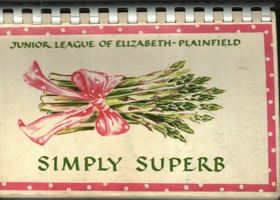 JUNIOR LEAGUE OF ELIZABETH-PLAINFIELD
SIMPLY SUPERB